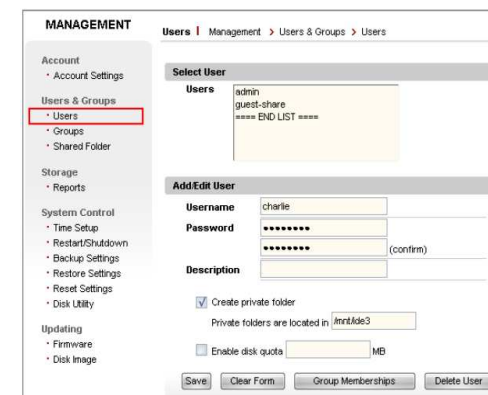 MANAGEMENT
Users | Management > Users & Groups > Users
Account
Account Settings
Users & Groups
Users
Groups
Shared Folder
Storage
Reports
System Control
Time Setup
Restart/Shutdown
Backup Settings
Restore Settings
Reset Settings
Disk Utility
Updating
Firmware
Disk Image
Select User
Users
admin
guest-share
==== END LIST ====
Add/Edit User
Username charlie
Password ••••••••
•••••••• (confirm)
Description
Create private folder
Private folders are located in /mnt/ide3
Enable disk quota MB
Save Clear Form Group Memberships Delete User